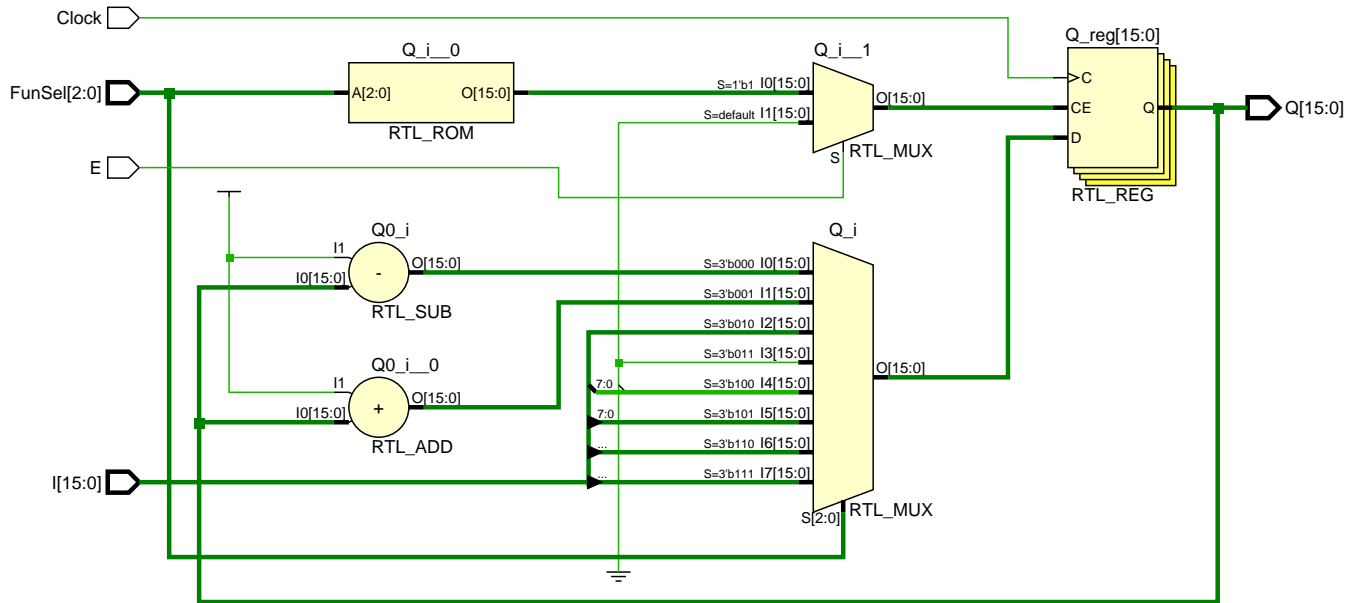 Clock
Q_reg[15:0]
Q_i__0
Q_i__1
FunSel[2:0]
A[2:0]
O[15:0]
S=1'b1 I0[15:0]
O[15:0]
C
CE
Q
Q[15:0]
S=default I1[15:0]
RTL_ROM
D
S
RTL_MUX
E
RTL_REG
Q0_i
Q_i
I1
O[15:0]
S=3'b000 I0[15:0]
I0[15:0]
-
S=3'b001 I1[15:0]
RTL_SUB
S=3'b010 I2[15:0]
S=3'b011 I3[15:0]
O[15:0]
Q0_i__0
I1
7:0
S=3'b100 I4[15:0]
O[15:0]
I0[15:0]
+
7:0
S=3'b101 I5[15:0]
RTL_ADD
...
S=3'b110 I6[15:0]
I[15:0]
...
S=3'b111 I7[15:0]
S[2:0]
RTL_MUX